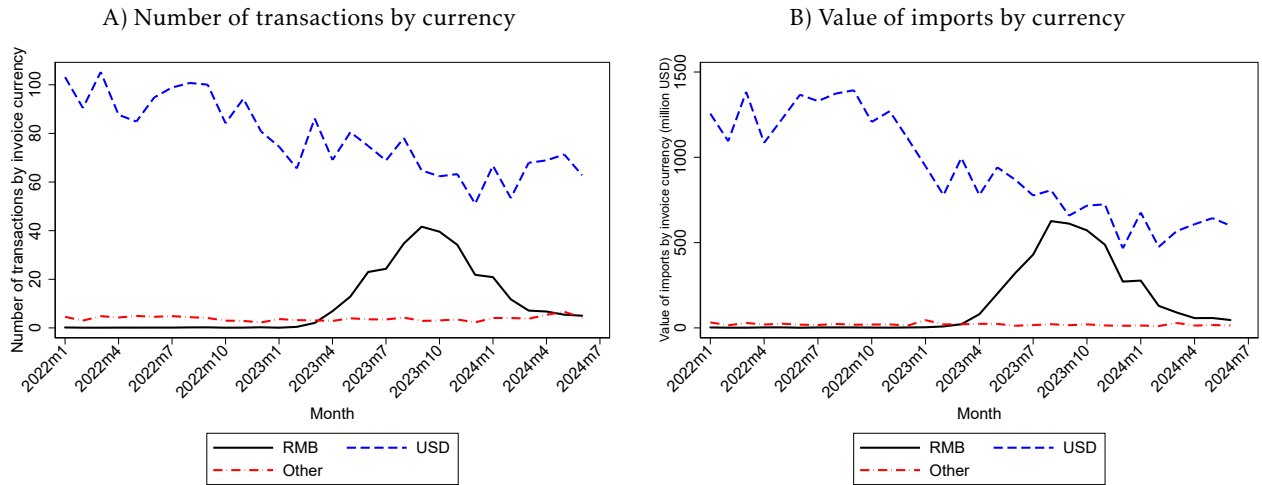 A) Number of transactions by currency
Number of transactions by invoice currency
100
80
60
40
20
0
2022m1
2022m4
2022m7
2022m10
2023m1
2023m4
2023m7
2023m10
2024m1
2024m4
2024m7
Month
RMB
USD
Other
B) Value of imports by currency
Value of imports by invoice currency (million USD)
1500
1000
500
0
2022m1
2022m4
2022m7
2022m10
2023m1
2023m4
2023m7
2023m10
2024m1
2024m4
2024m7
Month
RMB
USD
Other